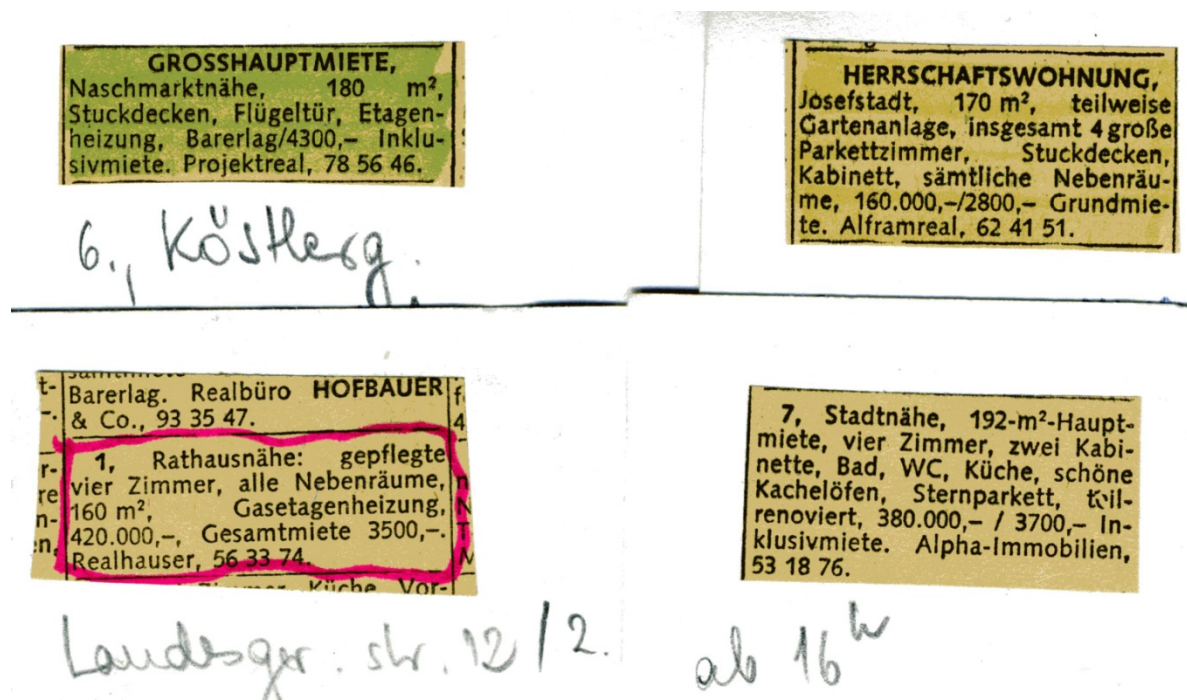 GROSSHAUPTMIETE,
Naschmarktnähe, 180 m²,
Stuckdecken, Flügeltür, Etagen-
heizung, Barerlag/4300,– Inklu-
sivmiete. Projektreal, 78 56 46.
6., Köstlerg.
HERRSCHAFTSWOHNUNG,
Josefstadt, 170 m², teilweise
Gartenanlage, insgesamt 4 große
Parkettzimmer, Stuckdecken,
Kabinett, sämtliche Nebenräu-
me, 160.000,–/2800,– Grundmie-
te. Alframreal, 62 41 51.
Barerlag. Realbüro HOFBAUER
& Co., 93 35 47.
1, Rathausnähe: gepflegte
vier Zimmer, alle Nebenräume,
160 m², Gasetagenheizung,
420.000,–, Gesamtmiete 3500,–.
Realhauser, 56 33 74.
Zimmer, Küche, Vor-
Landesger. str. 12/2.
7, Stadtnähe, 192-m²-Haupt-
miete, vier Zimmer, zwei Kabi-
nette, Bad, WC, Küche, schöne
Kachelöfen, Sternparkett, teil-
renoviert, 380.000,– / 3700,– In-
klusivmiete. Alpha-Immobilien,
53 18 76.
ab 16 h